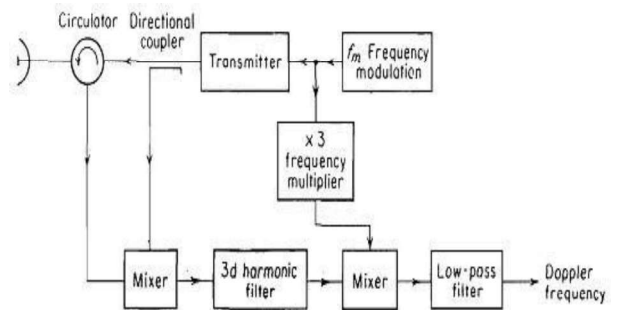 Circulator
Directional
coupler
Transmitter
fm Frequency
modulation
x 3
frequency
multiplier
Mixer
3d harmonic
filter
Mixer
Low-pass
filter
Doppler
frequency